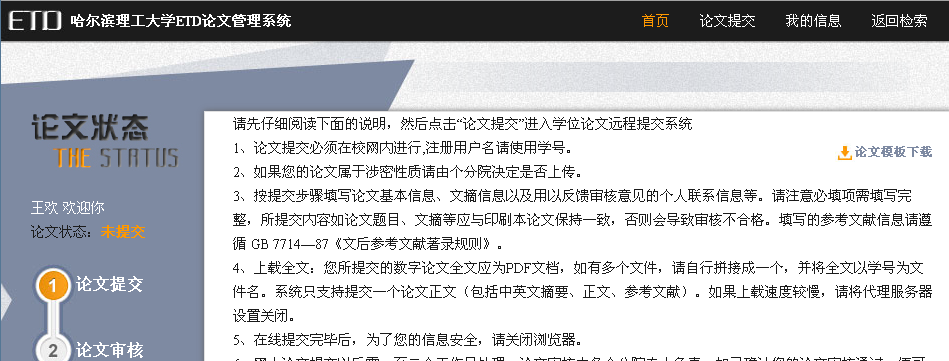 ETD 哈尔滨理工大学ETD论文管理系统 首页 论文提交 我的信息 返回检索
论文状态
THE STATUS
王欢 欢迎你
论文状态：未提交
1 论文提交
2 论文审核
请先仔细阅读下面的说明，然后点击“论文提交”进入学位论文远程提交系统
论文模板下载
1、论文提交必须在校网内进行,注册用户名请使用学号。
2、如果您的论文属于涉密性质请由个分院决定是否上传。
3、按提交步骤填写论文基本信息、文摘信息以及用以反馈审核意见的个人联系信息等。请注意必填项需填写完
整，所提交内容如论文题目、文摘等应与印刷本论文保持一致，否则会导致审核不合格。填写的参考文献信息请遵
循 GB 7714—87《文后参考文献著录规则》。
4、上载全文：您所提交的数字论文全文应为PDF文档，如有多个文件，请自行拼接成一个，并将全文以学号为文
件名。系统只支持提交一个论文正文（包括中英文摘要、正文、参考文献）。如果上载速度较慢，请将代理服务器
设置关闭。
5、在线提交完毕后，为了您的信息安全，请关闭浏览器。